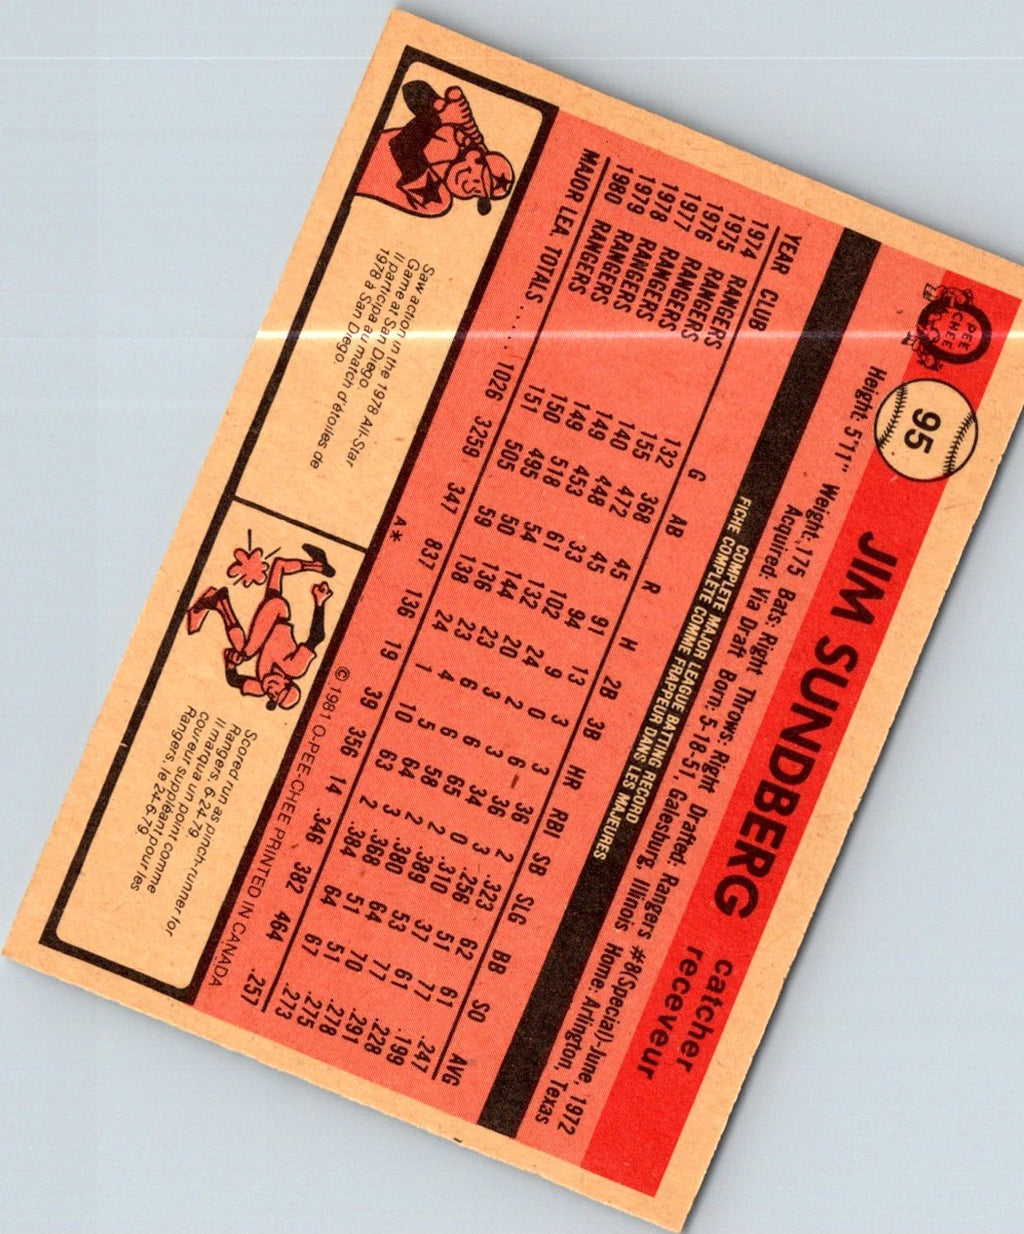 O
PEE
CHEE
95
JIM SUNDBERG
catcher
receveur
Height: 5'11" Weight: 175 Bats: Right Throws: Right Drafted: Rangers #8(Special)-June, 1972
Acquired: Via Draft Born: 5-18-51, Galesburg, Illinois Home: Arlington, Texas
COMPLETE MAJOR LEAGUE BATTING RECORD
FICHE COMPLETE COMME FRAPPEUR DANS LES MAJEURES
YEAR CLUB G AB R H 2B 3B HR RBI SB SLG BB SO AVG
1974 RANGERS 132 368 45 91 13 3 3 36 2 .323 62 61 .247
1975 RANGERS 155 472 45 94 9 0 6 36 3 .256 51 77 .199
1976 RANGERS 140 448 33 102 24 2 3 34 0 .310 37 61 .228
1977 RANGERS 149 453 61 132 20 3 6 65 2 .389 53 77 .291
1978 RANGERS 149 518 54 144 23 6 6 58 2 .380 64 70 .278
1979 RANGERS 150 495 50 136 23 4 5 64 3 .368 51 51 .275
1980 RANGERS 151 505 59 138 24 1 10 63 2 .384 64 67 .273
MAJOR LEA. TOTALS ..... 1026 3259 347 837 136 19 39 356 14 .346 382 464 .257
A* © 1981 O-PEE-CHEE PRINTED IN CANADA
Saw action in the 1978 All-Star
Game at San Diego.
Il participa au match d'étoiles de
1978 à San Diego.
Scored run as pinch-runner for
Rangers, 6-24-79
Il marqua un point comme
coureur suppléant pour les
Rangers, le 24-6-79